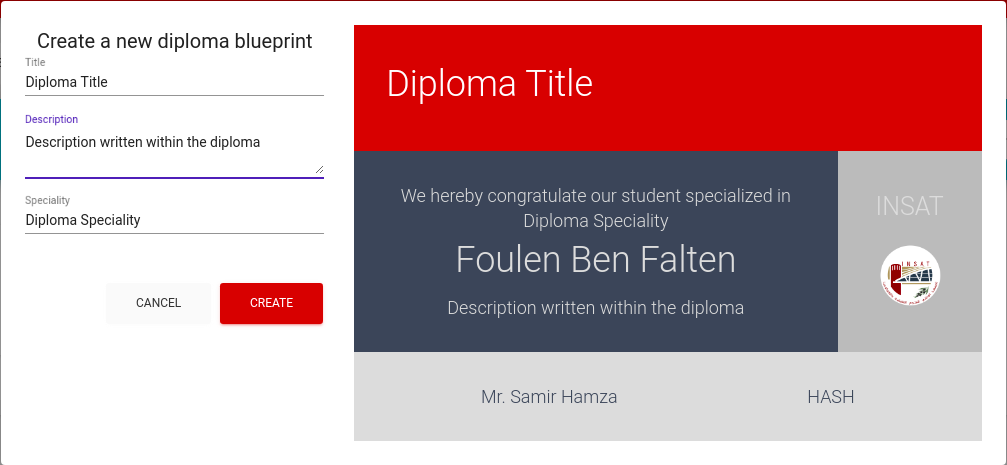 Create a new diploma blueprint
Title
Diploma Title
Description
Description written within the diploma
Speciality
Diploma Speciality
CANCEL
CREATE
Diploma Title
We hereby congratulate our student specialized in
Diploma Speciality
Foulen Ben Falten
Description written within the diploma
INSAT
INSAT
Mr. Samir Hamza
HASH